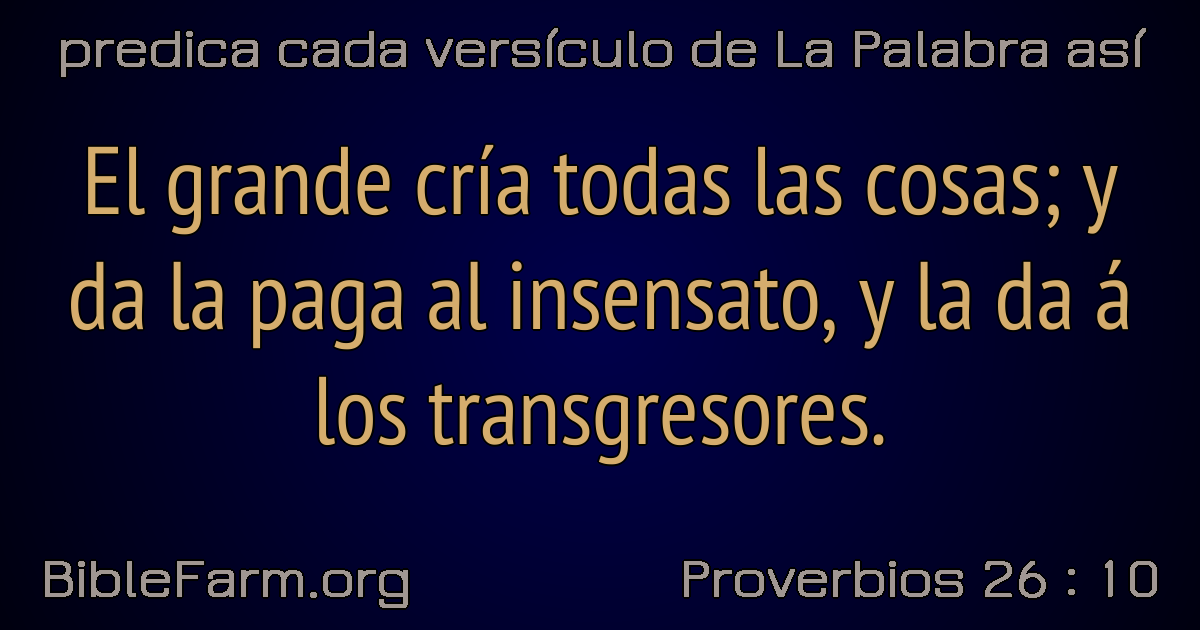 predica cada versículo de La Palabra así
El grande cría todas las cosas; y
da la paga al insensato, y la da á
los transgresores.
BibleFarm.org
Proverbios 26 : 10